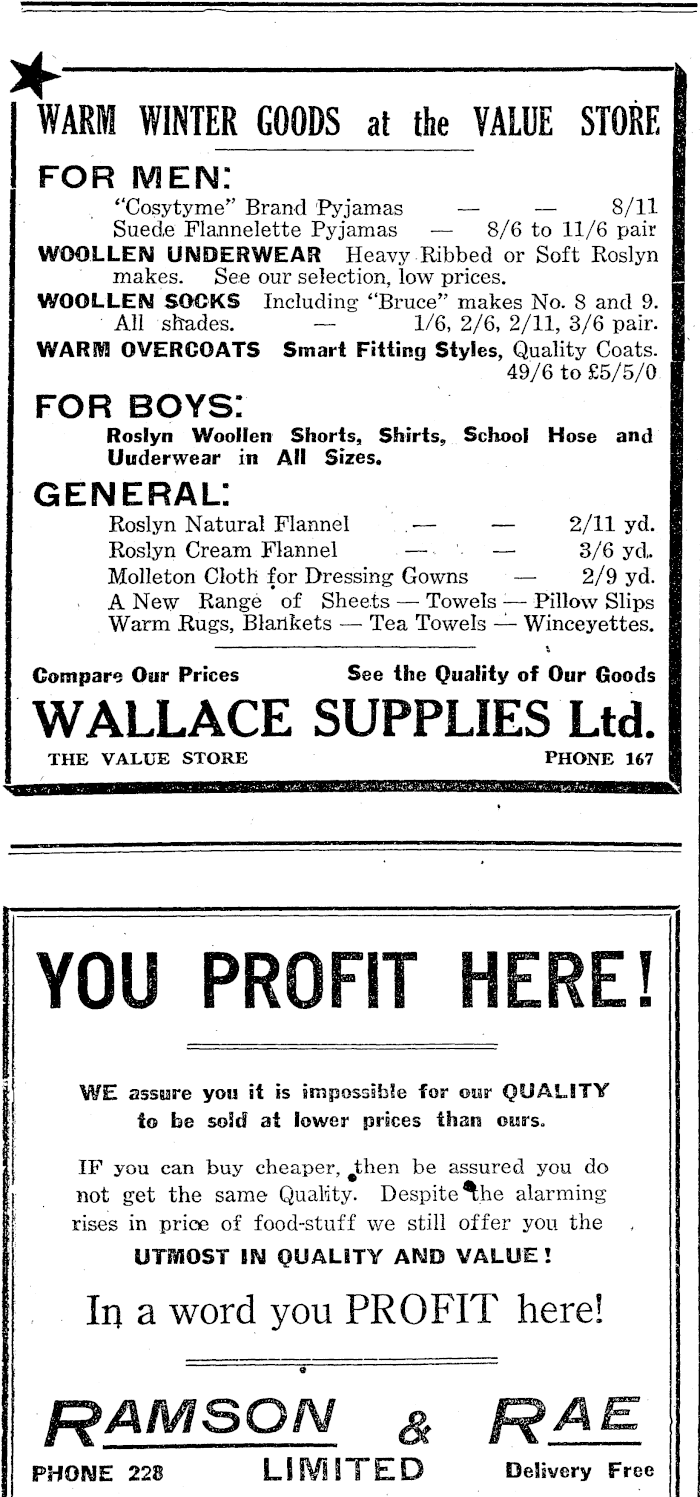 WARM WINTER GOODS at the VALUE STORE
FOR MEN:
"Cosytyme" Brand Pyjamas — — 8/11
Suede Flannelette Pyjamas — 8/6 to 11/6 pair
WOOLLEN UNDERWEAR Heavy Ribbed or Soft Roslyn
makes. See our selection, low prices.
WOOLLEN SOCKS Including "Bruce" makes No. 8 and 9.
All shades. — 1/6, 2/6, 2/11, 3/6 pair.
WARM OVERCOATS Smart Fitting Styles, Quality Coats.
49/6 to £5/5/0
FOR BOYS:
Roslyn Woollen Shorts, Shirts, School Hose and
Uuderwear in All Sizes.
GENERAL:
Roslyn Natural Flannel — — 2/11 yd.
Roslyn Cream Flannel — — 3/6 yd.
Molleton Cloth for Dressing Gowns — 2/9 yd.
A New Range of Sheets — Towels — Pillow Slips
Warm Rugs, Blankets — Tea Towels — Winceyettes.
Compare Our Prices See the Quality of Our Goods
WALLACE SUPPLIES Ltd.
THE VALUE STORE PHONE 167
YOU PROFIT HERE!
WE assure you it is impossible for our QUALITY
to be sold at lower prices than ours.
IF you can buy cheaper, then be assured you do
not get the same Quality. Despite the alarming
rises in price of food-stuff we still offer you the
UTMOST IN QUALITY AND VALUE!
In a word you PROFIT here!
RAMSON & RAE
PHONE 228 LIMITED Delivery Free